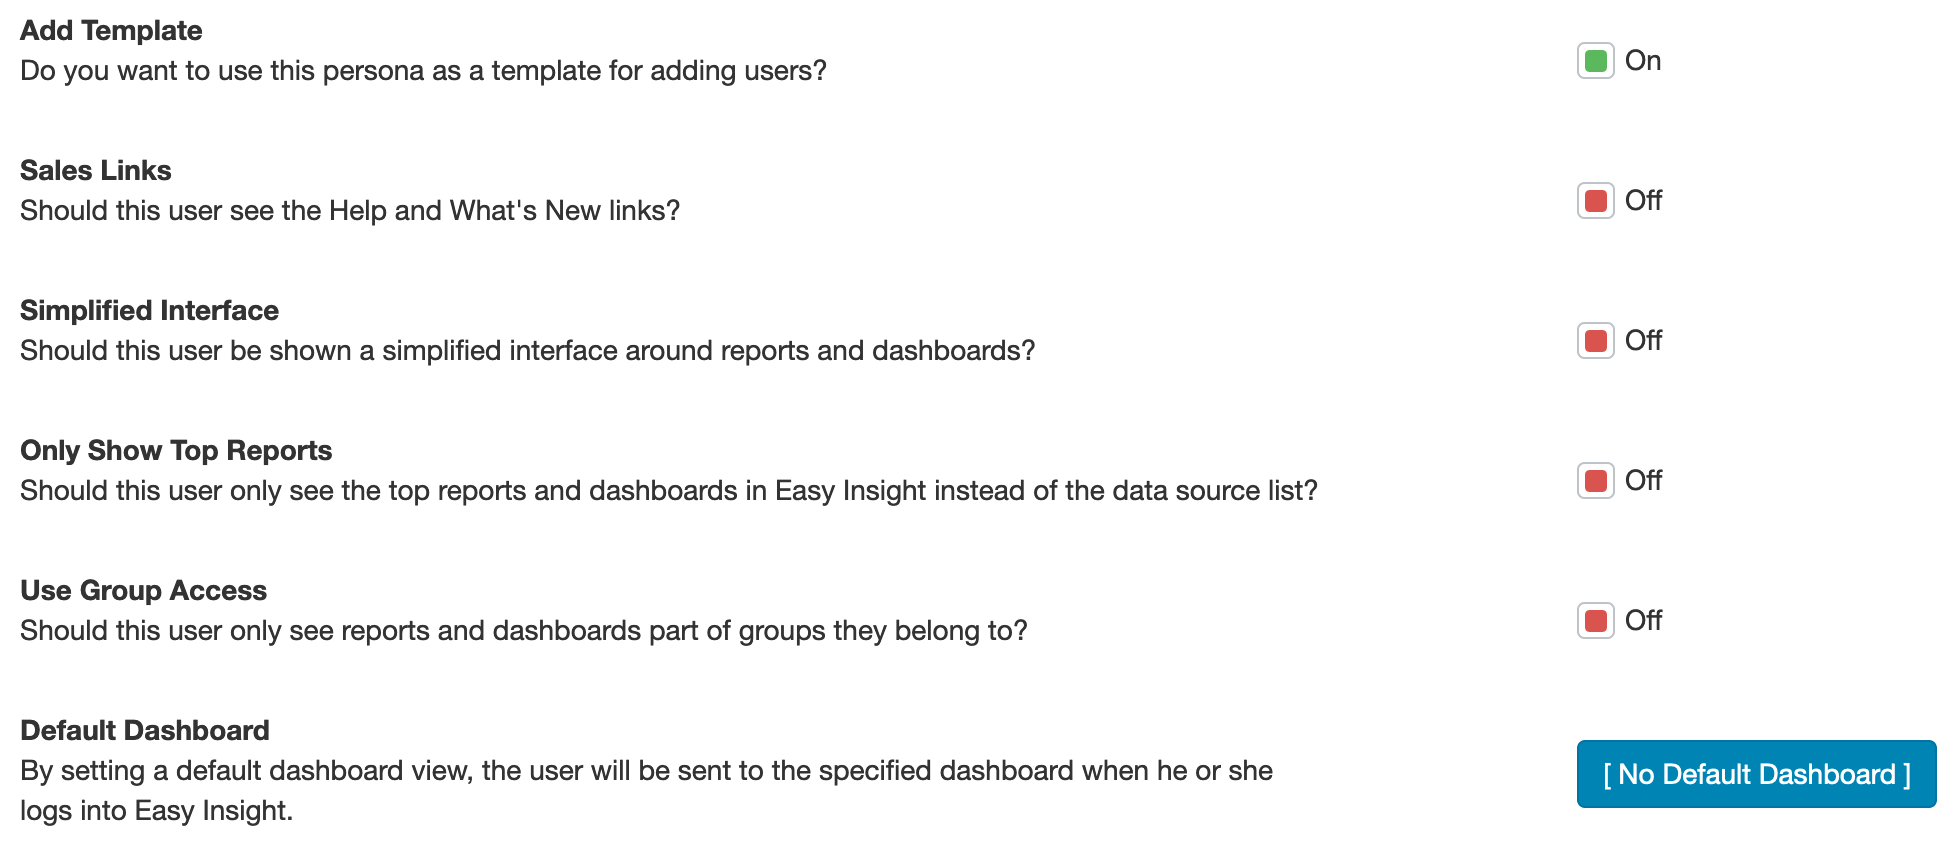 Add Template
Do you want to use this persona as a template for adding users?
On
Sales Links
Should this user see the Help and What's New links?
Off
Simplified Interface
Should this user be shown a simplified interface around reports and dashboards?
Off
Only Show Top Reports
Should this user only see the top reports and dashboards in Easy Insight instead of the data source list?
Off
Use Group Access
Should this user only see reports and dashboards part of groups they belong to?
Off
Default Dashboard
By setting a default dashboard view, the user will be sent to the specified dashboard when he or she
logs into Easy Insight.
[ No Default Dashboard ]